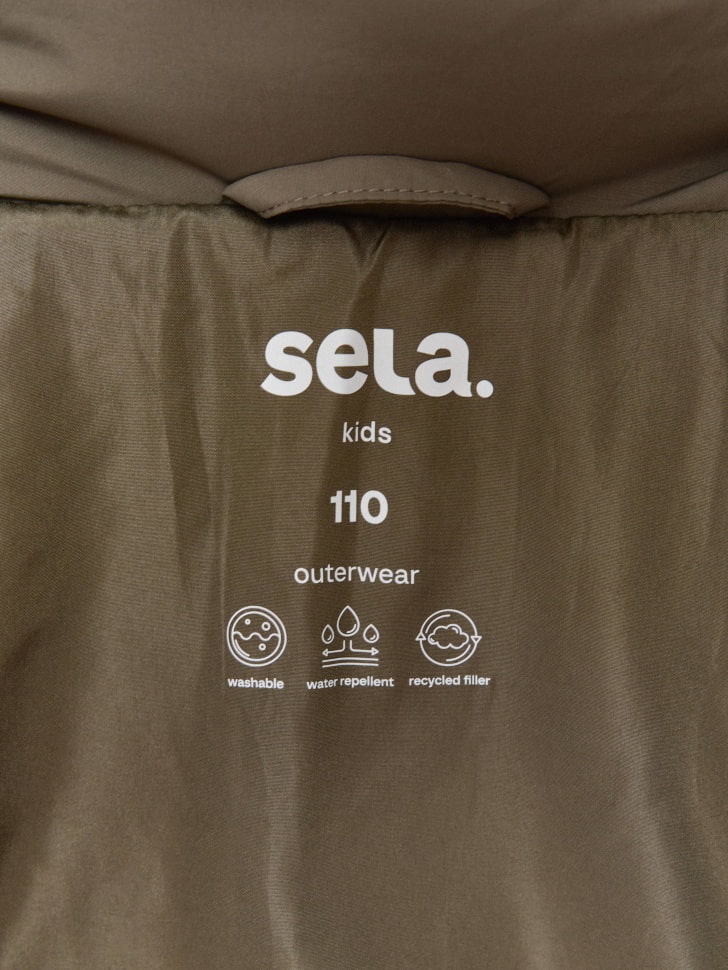 sela.
kids
110
outerwear
washable water repellent recycled filler